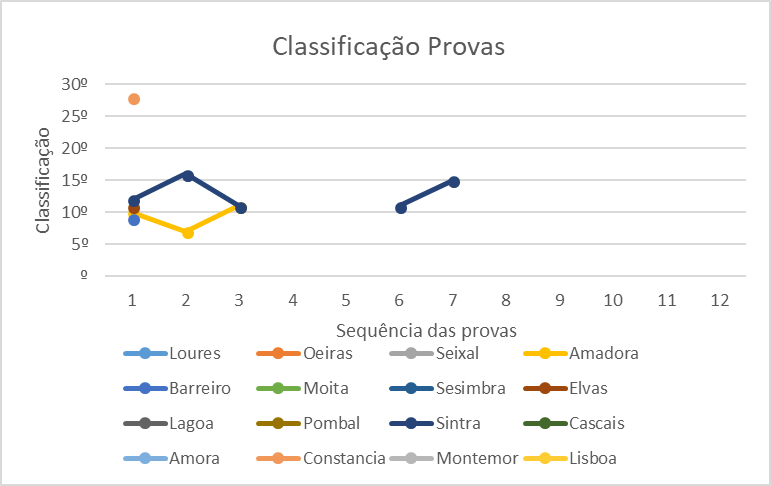 Classificação Provas
30º
25º
20º
15º
10º
5º
º
Classificação
1 2 3 4 5 6 7 8 9 10 11 12
Sequência das provas
Loures Oeiras Seixal Amadora
Barreiro Moita Sesimbra Elvas
Lagoa Pombal Sintra Cascais
Amora Constancia Montemor Lisboa